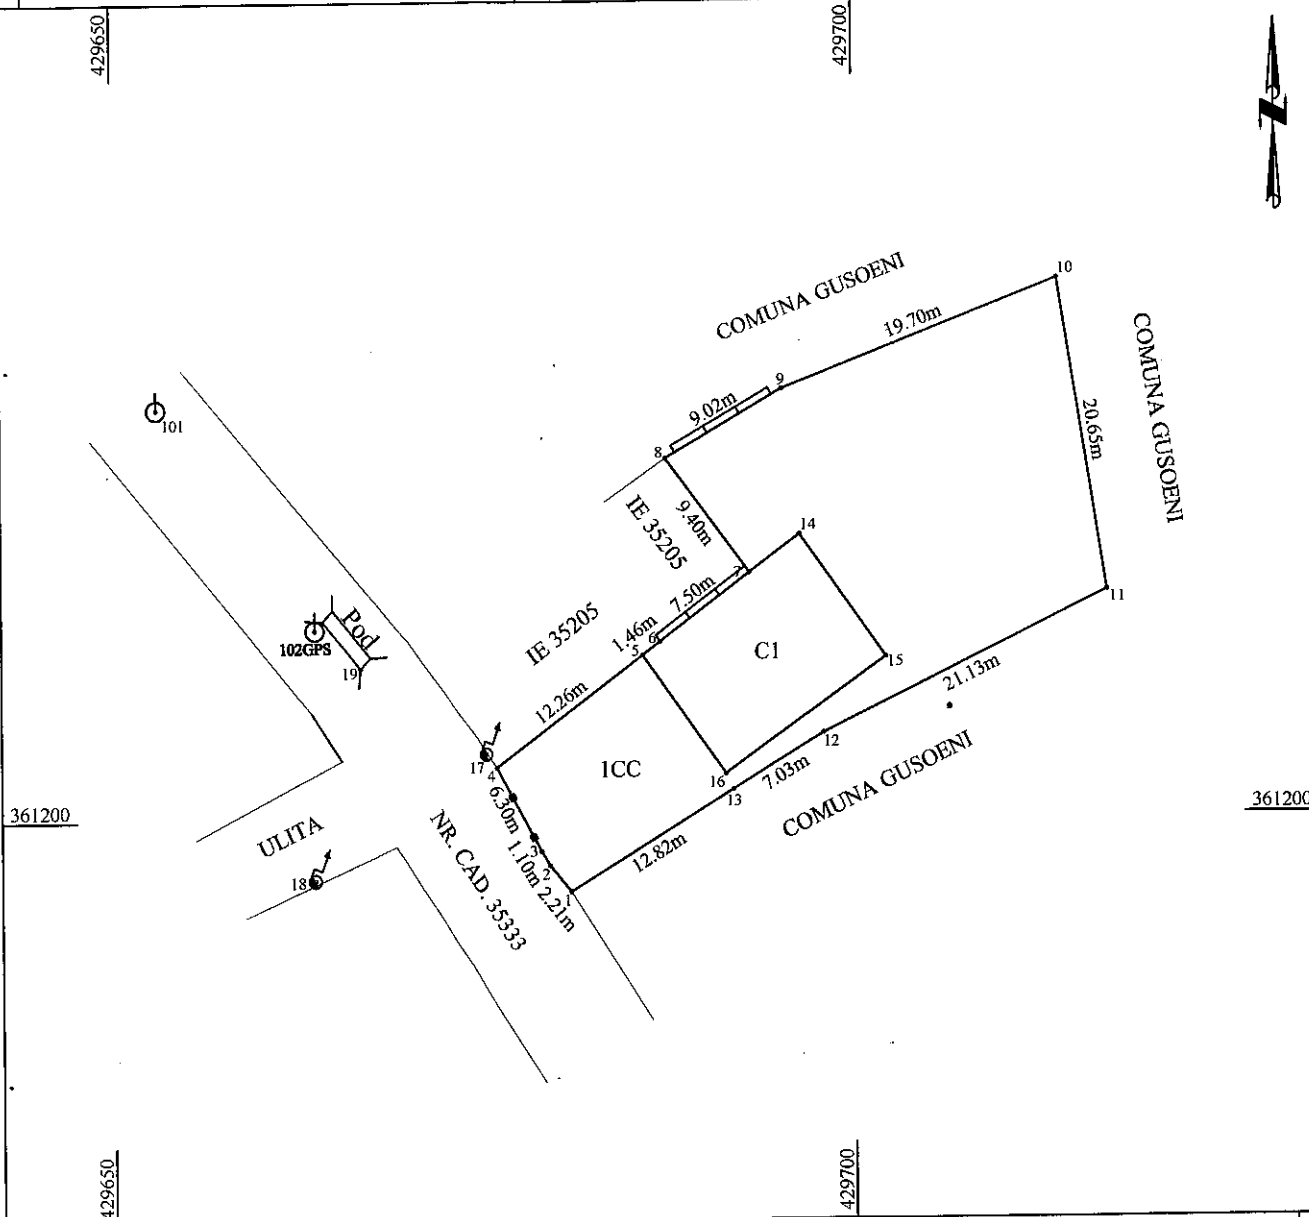 429650
429700
N
COMUNA GUSOENI
10
19.70m
COMUNA GUSOENI
9
9.02m
101
8
20.65m
IE 35205
9.40m
14
7
7.50m
11
IE 35205
1.46m
6
5
Pod
102GPS
19
C1
15
21.13m
12.26m
12
17
4
1CC
16
7.03m
13
COMUNA GUSOENI
6.30m
361200
361200
ULITA
NR. CAD. 35333
3
1.10m
12.82m
2
18
1
2.21m
429650
429700